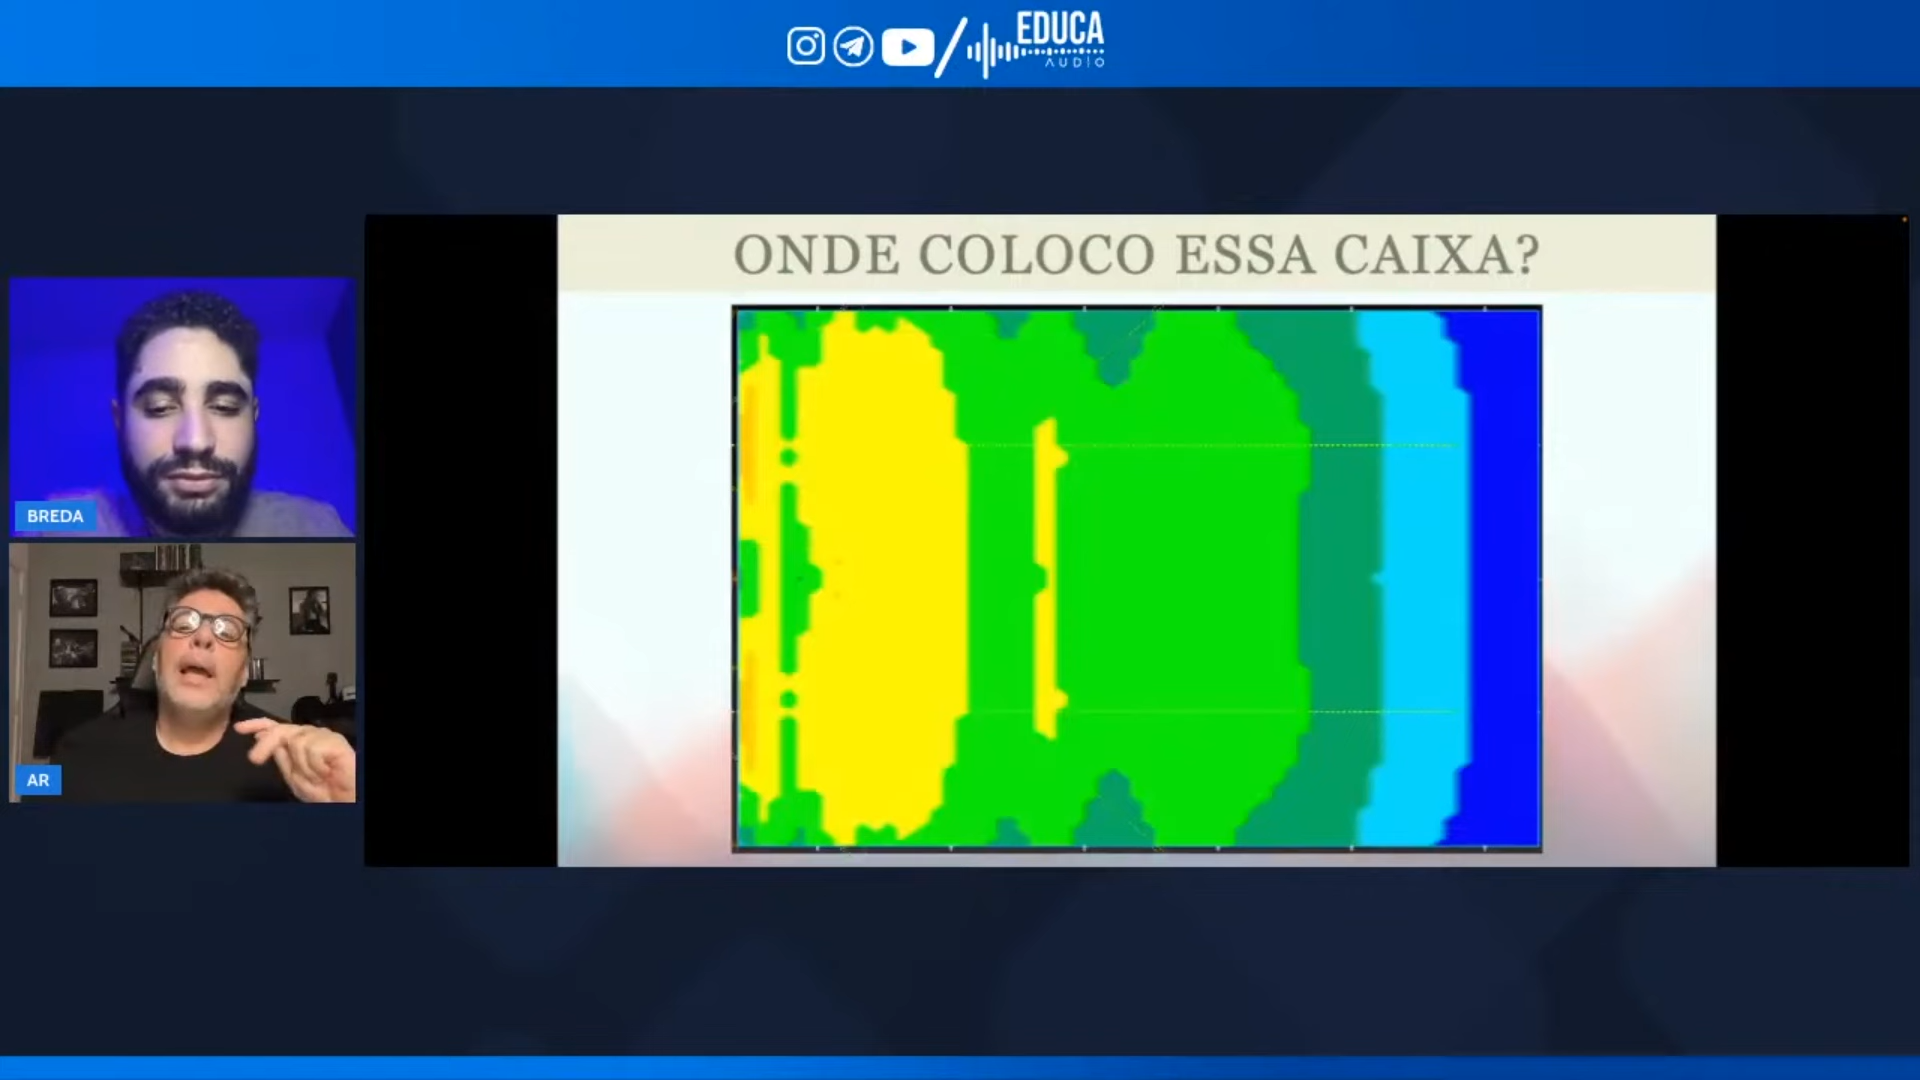 EDUCA
AUDIO
ONDE COLOCO ESSA CAIXA?
BREDA
AR